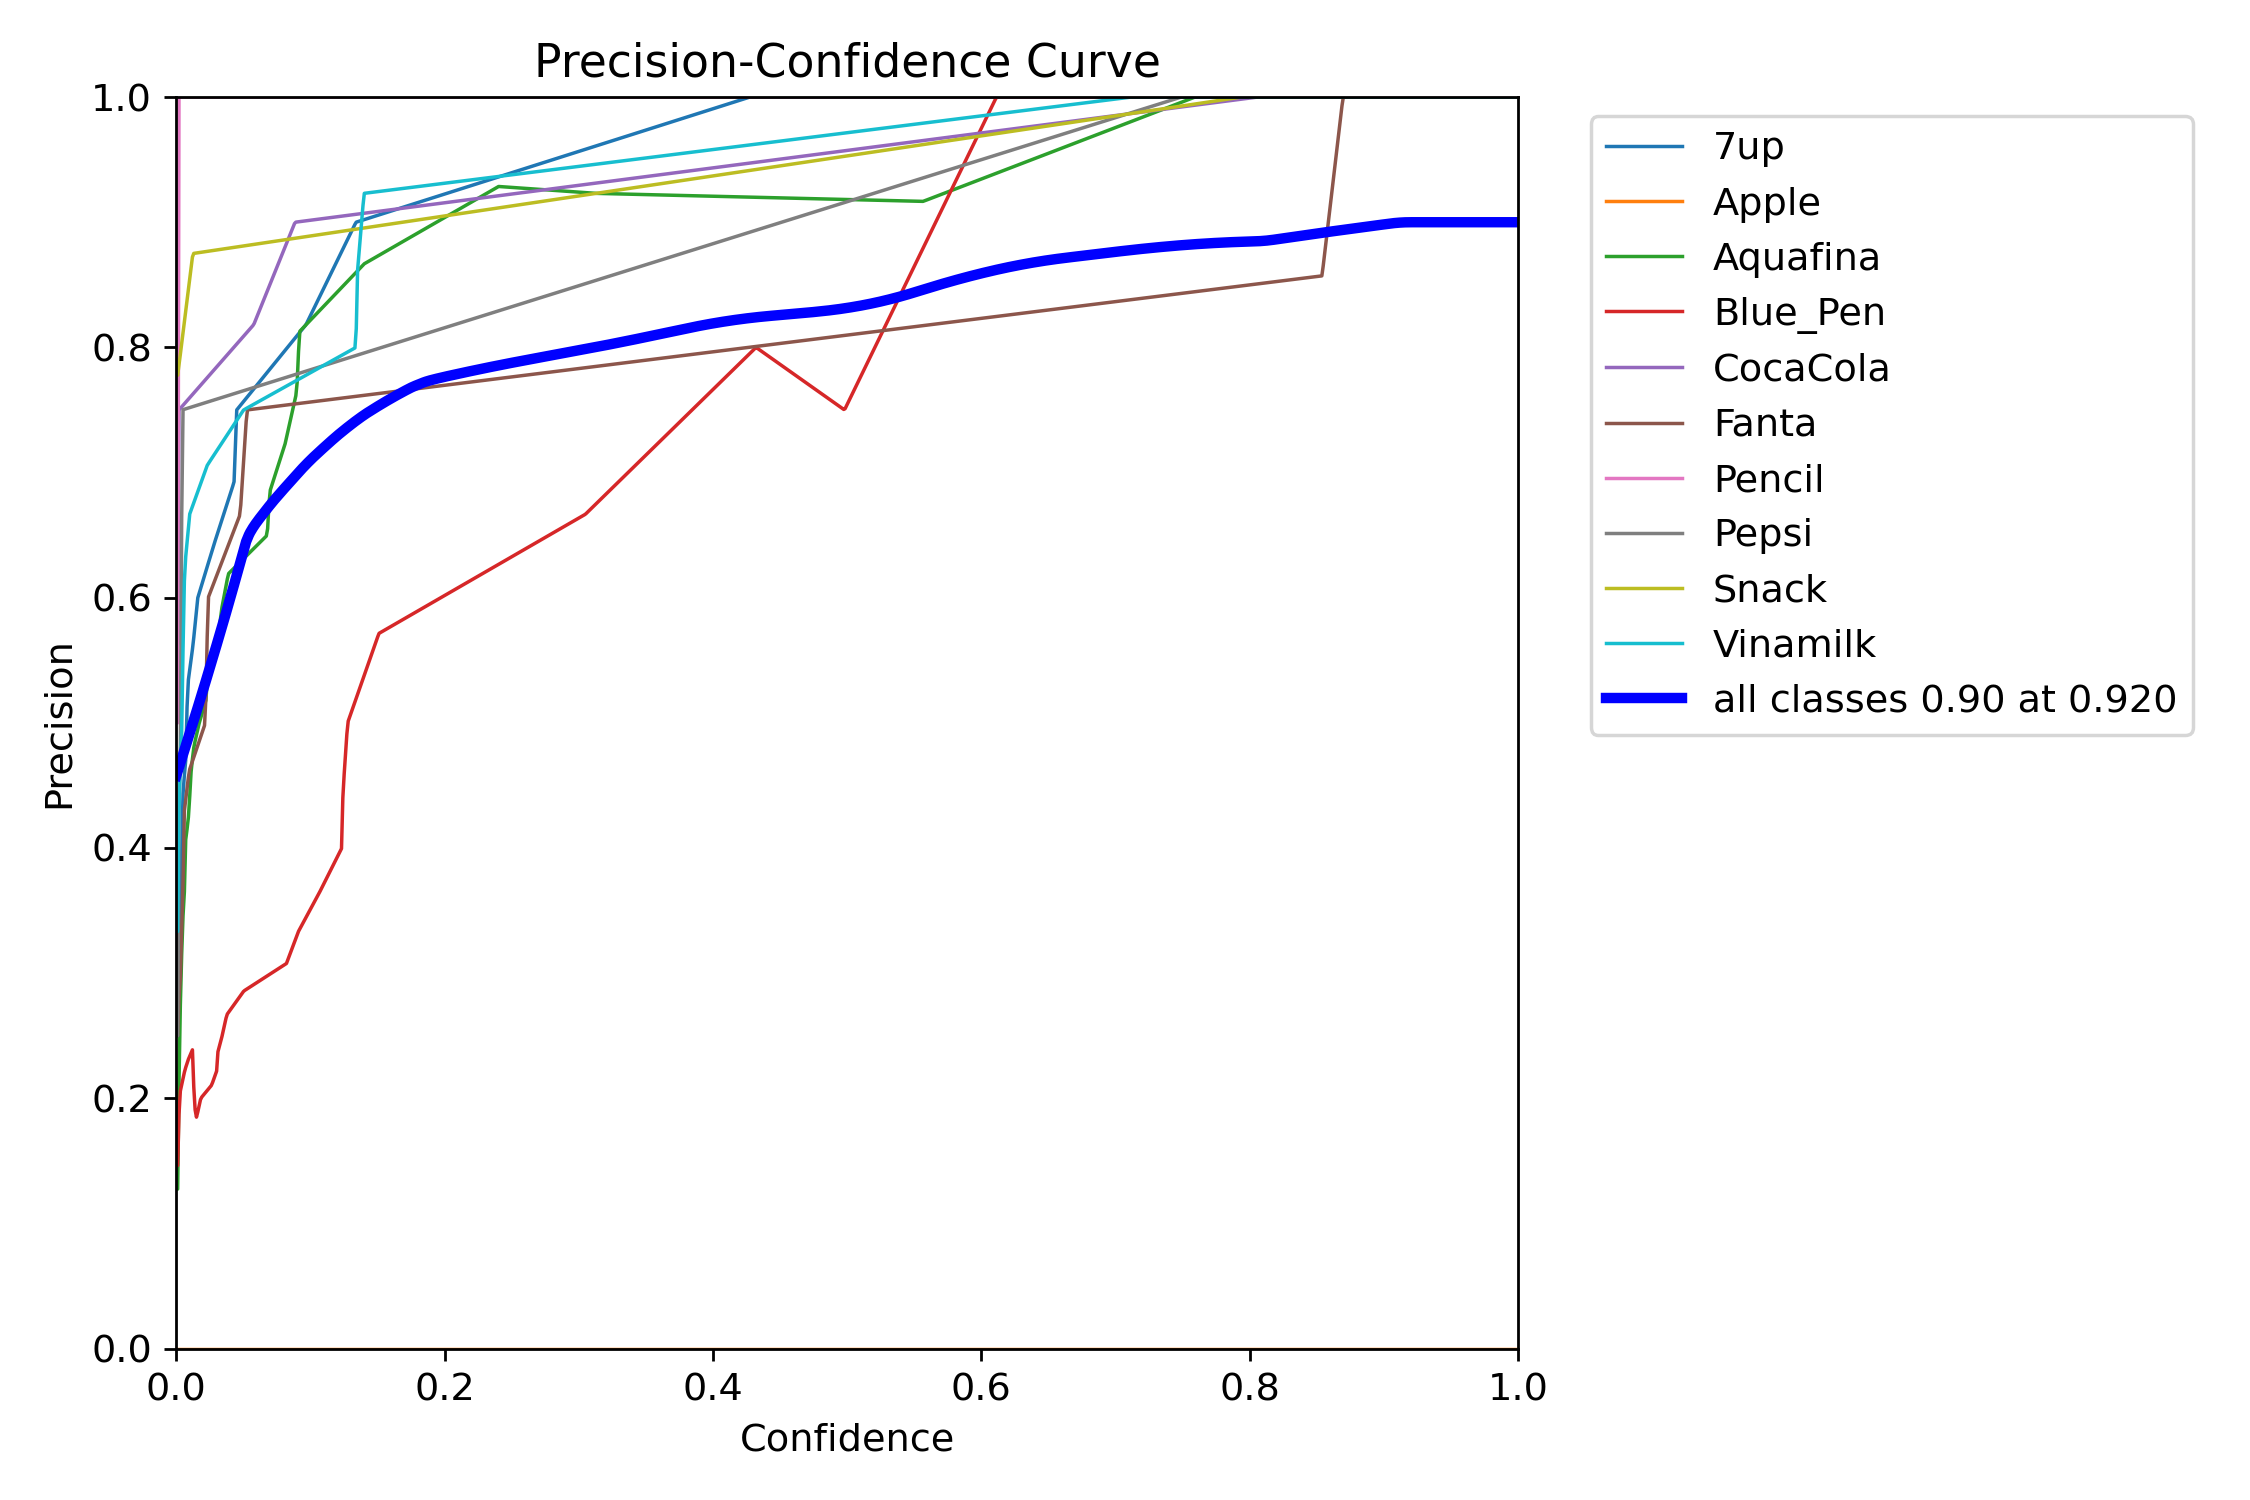 Precision-Confidence Curve
1.0
0.8
0.6
0.4
0.2
0.0
Precision
0.0 0.2 0.4 0.6 0.8 1.0
Confidence
7up
Apple
Aquafina
Blue_Pen
CocaCola
Fanta
Pencil
Pepsi
Snack
Vinamilk
all classes 0.90 at 0.920